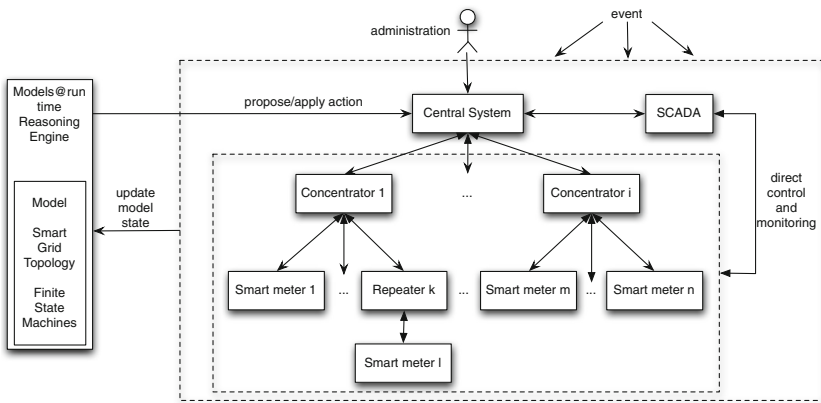 event
administration
Models@run
time
Reasoning
Engine
propose/apply action
Central System
SCADA
direct
control
and
monitoring
Concentrator 1
...
Concentrator i
update
model
state
Model
Smart
Grid
Topology
Finite
State
Machines
Smart meter 1
...
Repeater k
...
Smart meter m
...
Smart meter n
Smart meter l